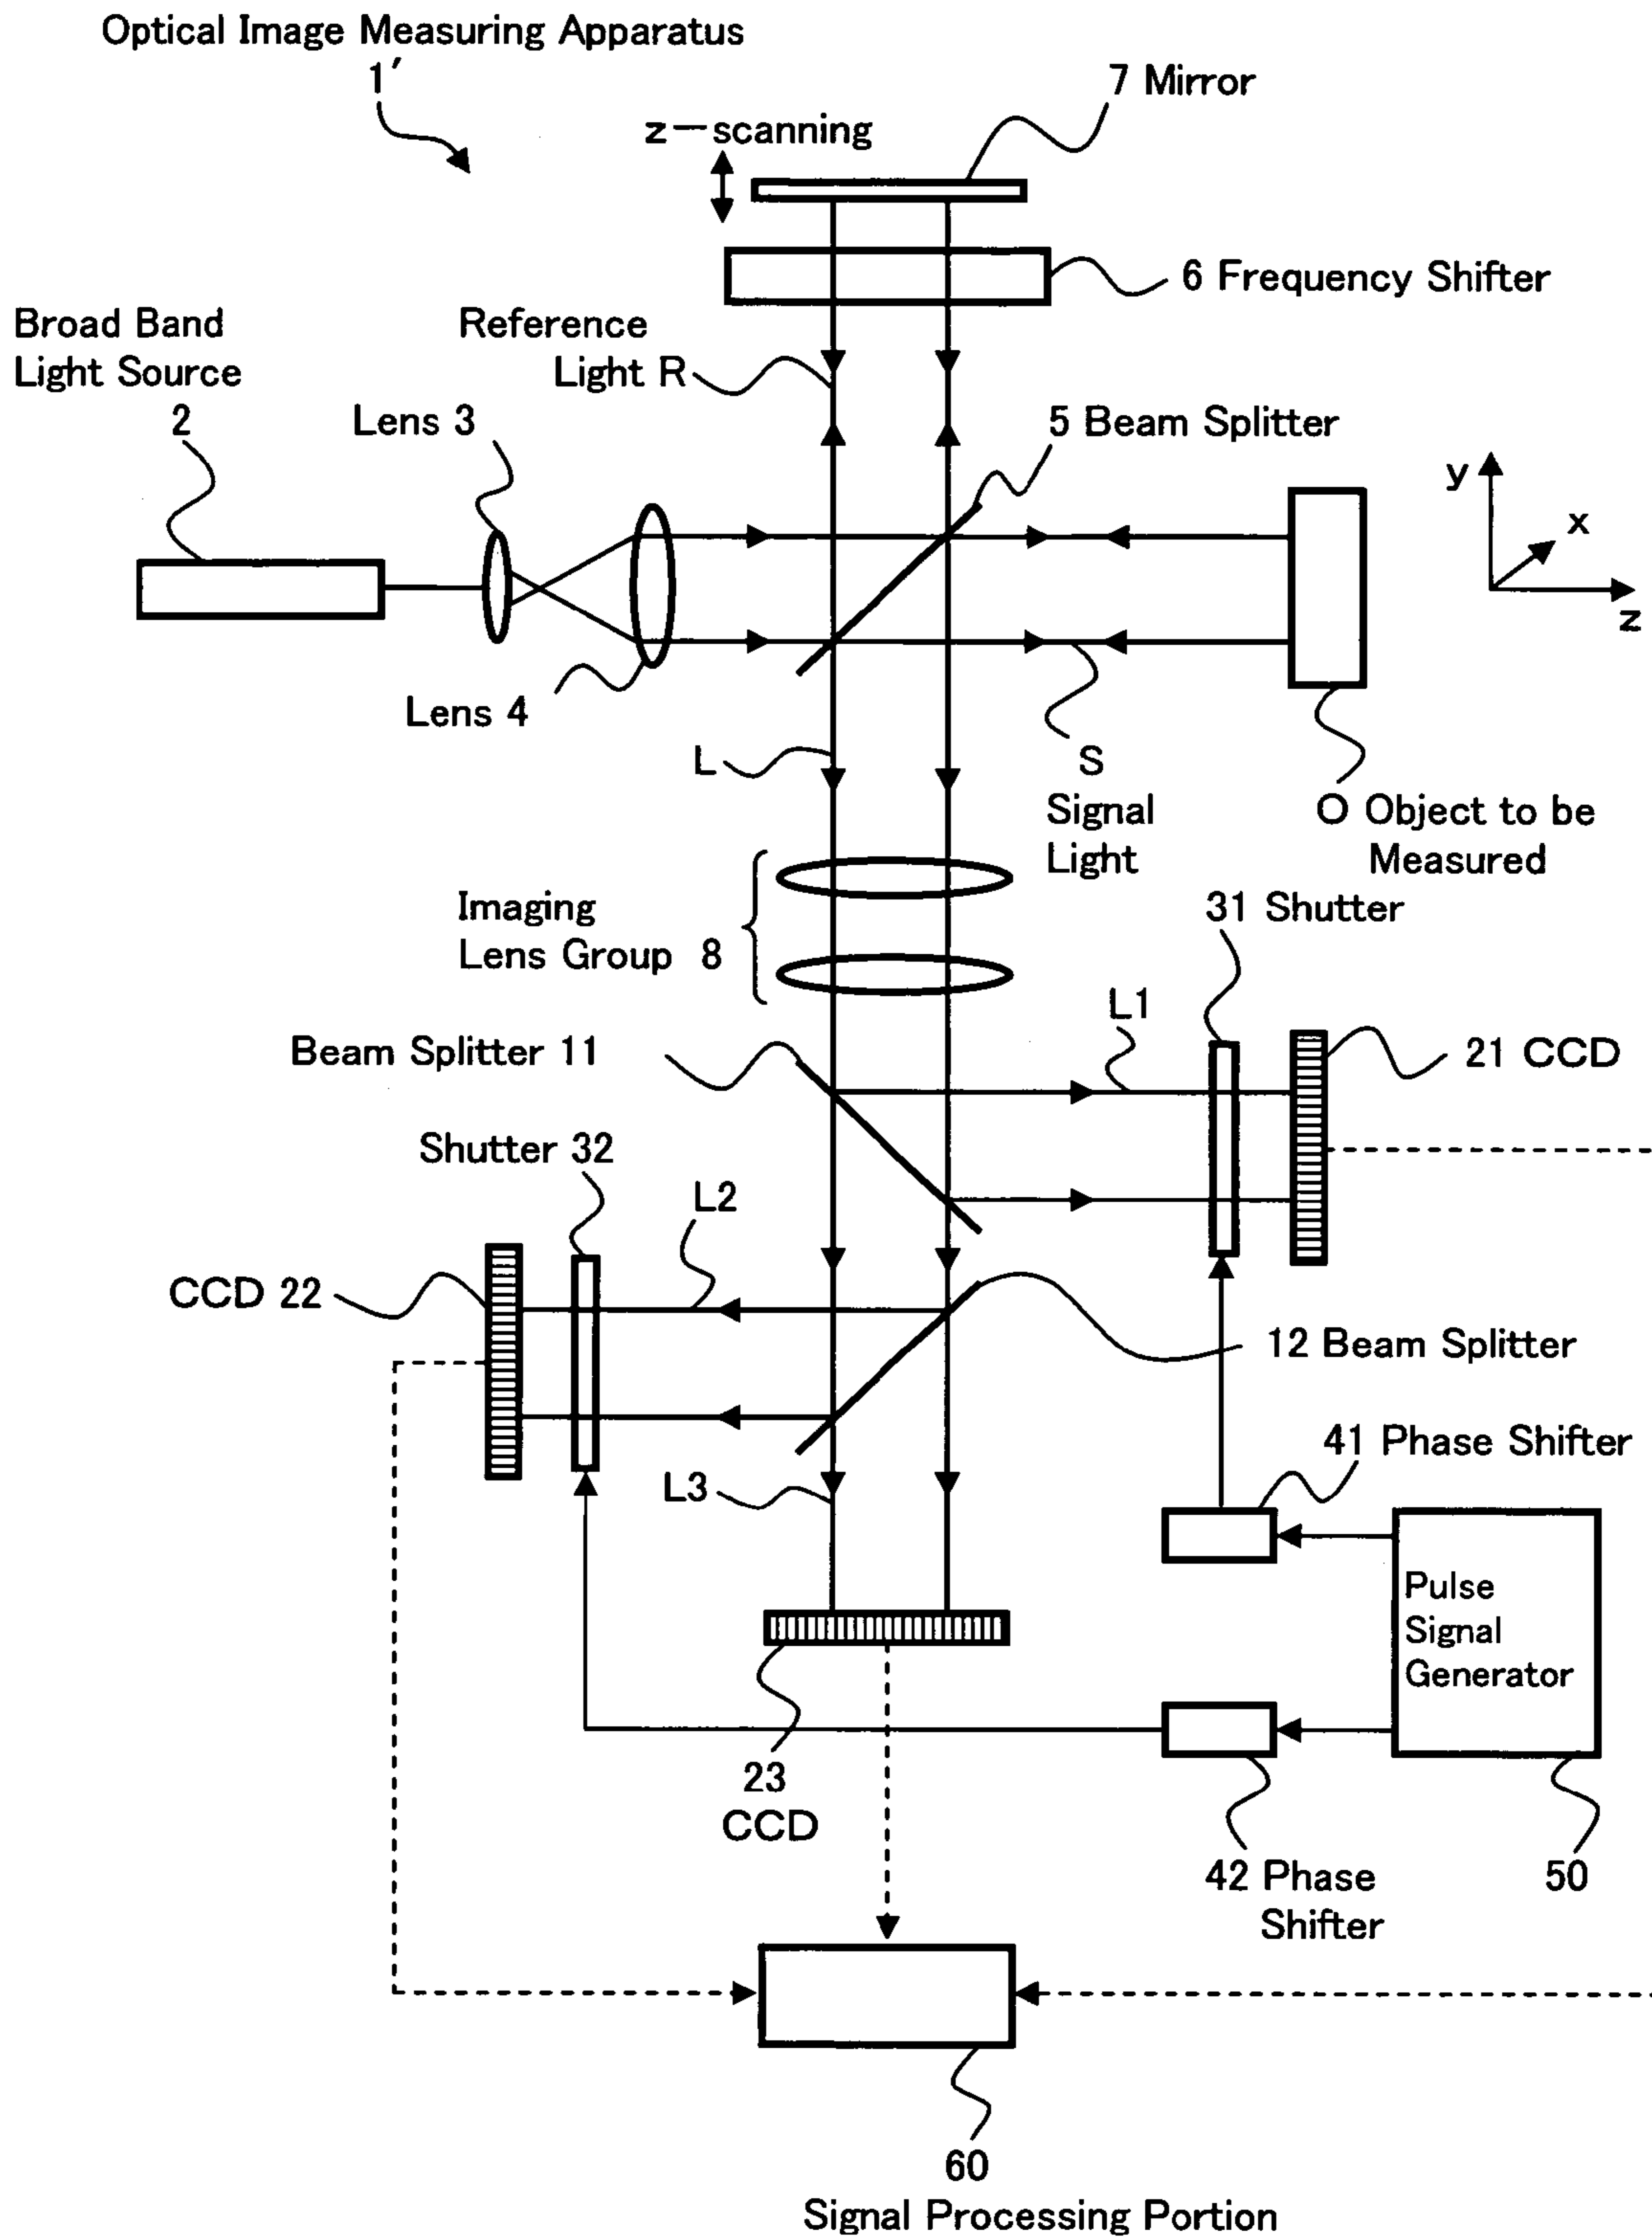 Optical Image Measuring Apparatus
1′
7 Mirror
z－scanning
6 Frequency Shifter
Broad Band
Light Source
2
Reference
Light R
Lens 3
5 Beam Splitter
y
x
z
Lens 4
L
S
Signal
Light
O Object to be
Measured
Imaging
Lens Group 8
31 Shutter
L1
Beam Splitter 11
21 CCD
Shutter 32
L2
CCD 22
12 Beam Splitter
41 Phase Shifter
L3
Pulse
Signal
Generator
23
CCD
42 Phase
Shifter
50
60
Signal Processing Portion